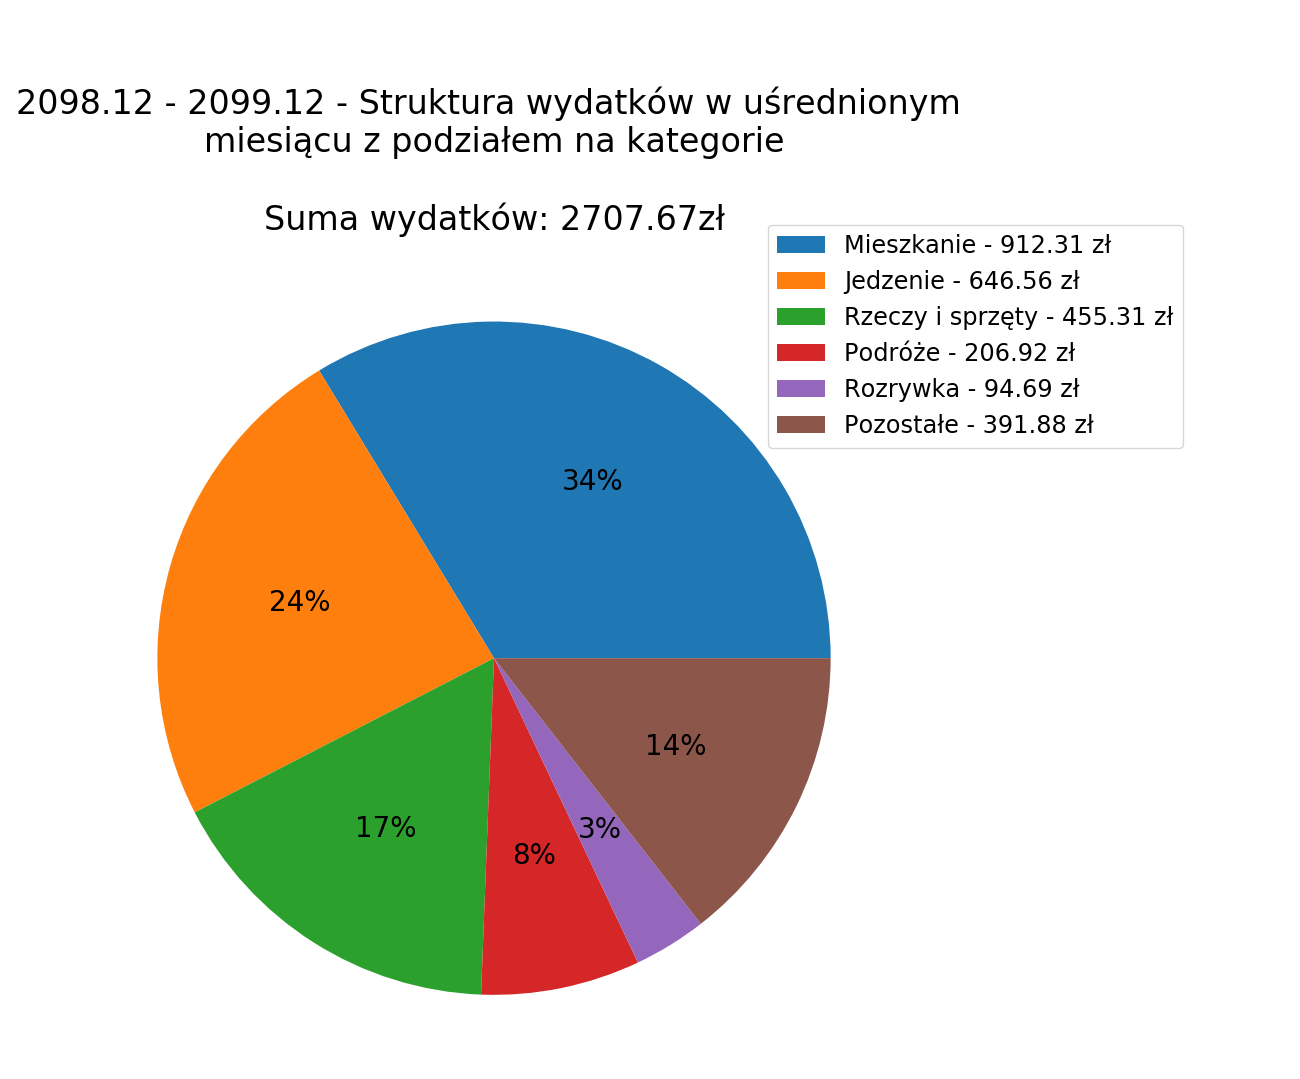 2098.12 - 2099.12 - Struktura wydatków w uśrednionym
miesiącu z podziałem na kategorie
Suma wydatków: 2707.67zł
Mieszkanie - 912.31 zł
Jedzenie - 646.56 zł
Rzeczy i sprzęty - 455.31 zł
Podróże - 206.92 zł
Rozrywka - 94.69 zł
Pozostałe - 391.88 zł
34%
24%
17%
8%
3%
14%